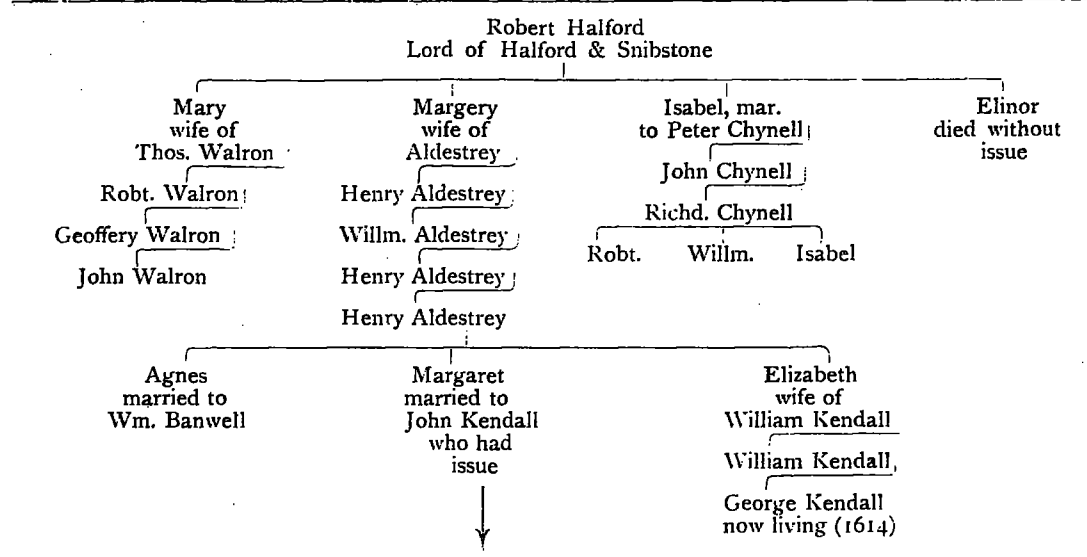 Robert Halford
Lord of Halford & Snibstone
Mary
wife of
Thos. Walron
Robt. Walron
Geoffery Walron
John Walron
Margery
wife of
Aldestrey
Henry Aldestrey
Willm. Aldestrey
Henry Aldestrey
Henry Aldestrey
Isabel, mar.
to Peter Chynell
John Chynell
Richd. Chynell
Robt. Willm. Isabel
Elinor
died without
issue
Agnes
married to
Wm. Banwell
Margaret
married to
John Kendall
who had
issue
Elizabeth
wife of
William Kendall
William Kendall
George Kendall
now living (1614)